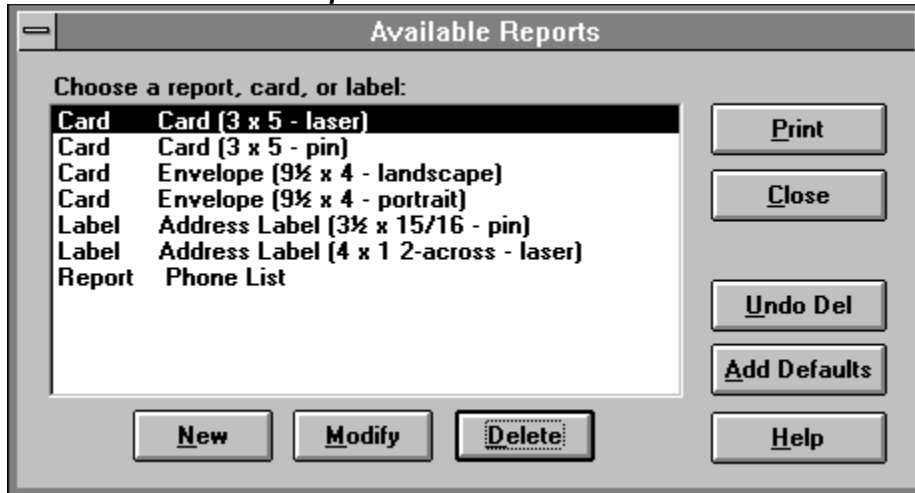 Available Reports
Choose a report, card, or label:
Card Card (3 x 5 - laser)
Card Card (3 x 5 - pin)
Card Envelope (9½ x 4 - landscape)
Card Envelope (9½ x 4 - portrait)
Label Address Label (3½ x 15/16 - pin)
Label Address Label (4 x 1 2-across - laser)
Report Phone List
Print
Close
Undo Del
Add Defaults
New Modify Delete Help